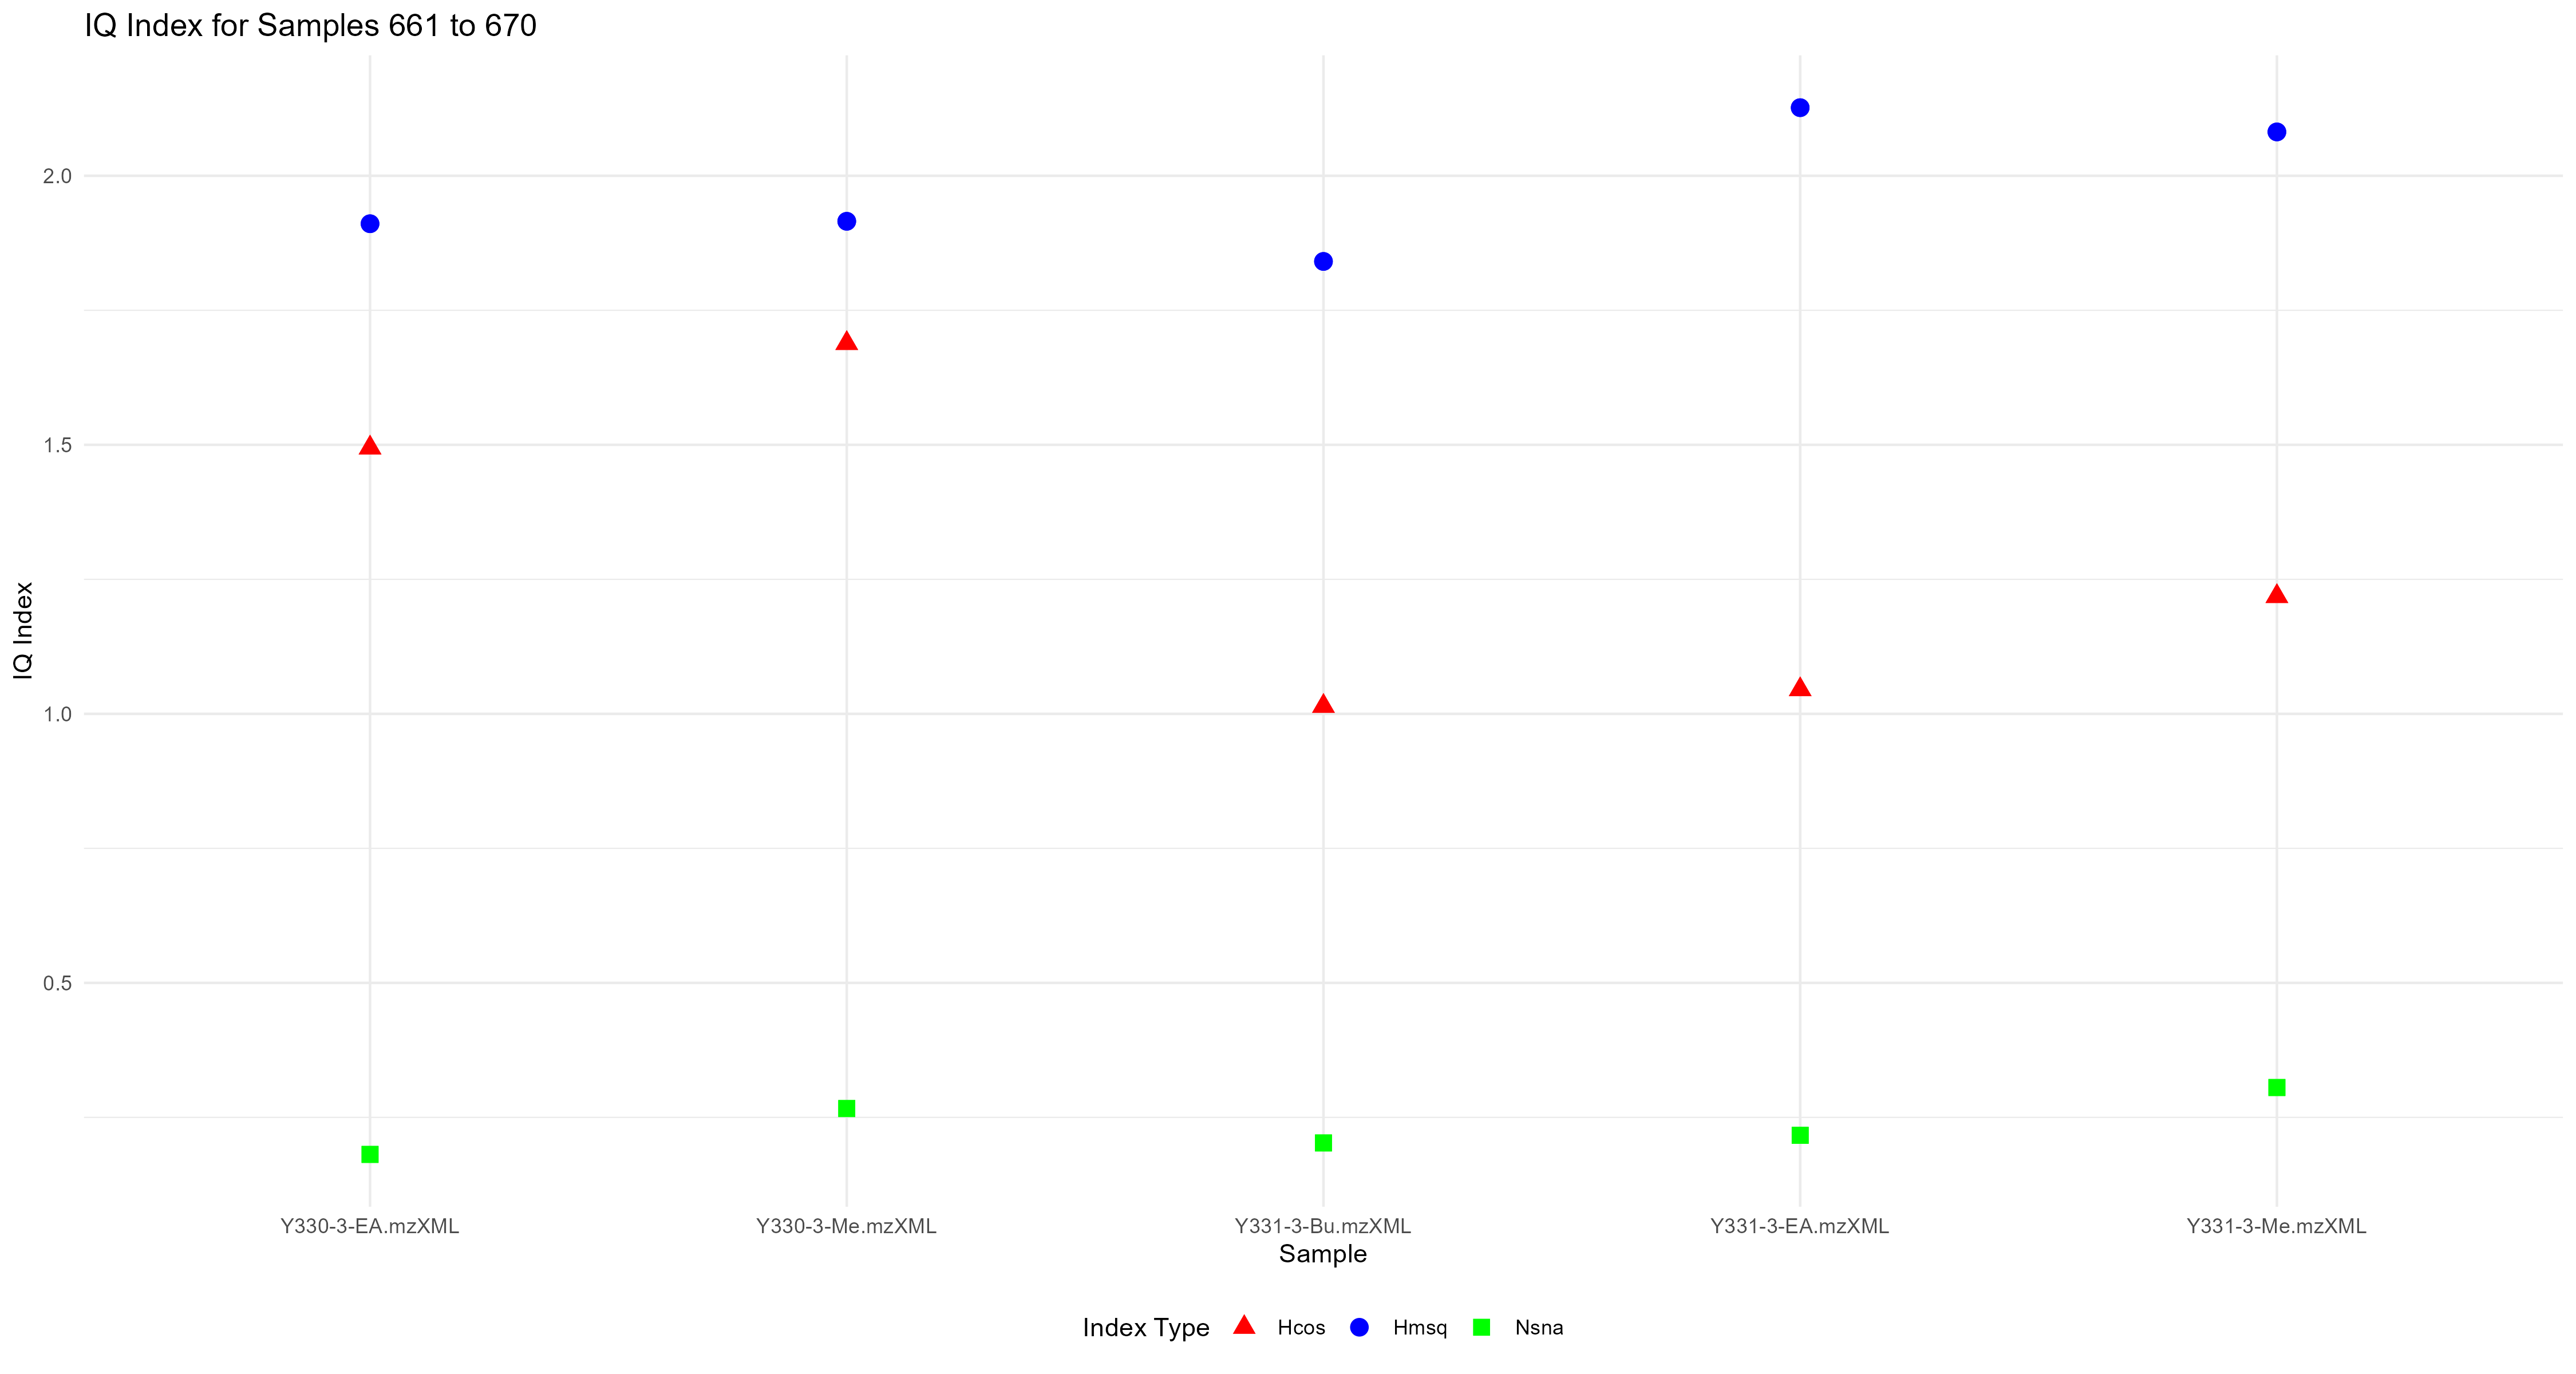 IQ Index for Samples 661 to 670
IQ Index
2.0
1.5
1.0
0.5
Y330-3-EA.mzXML Y330-3-Me.mzXML Y331-3-Bu.mzXML Y331-3-EA.mzXML Y331-3-Me.mzXML
Sample
Index Type Hcos Hmsq Nsna